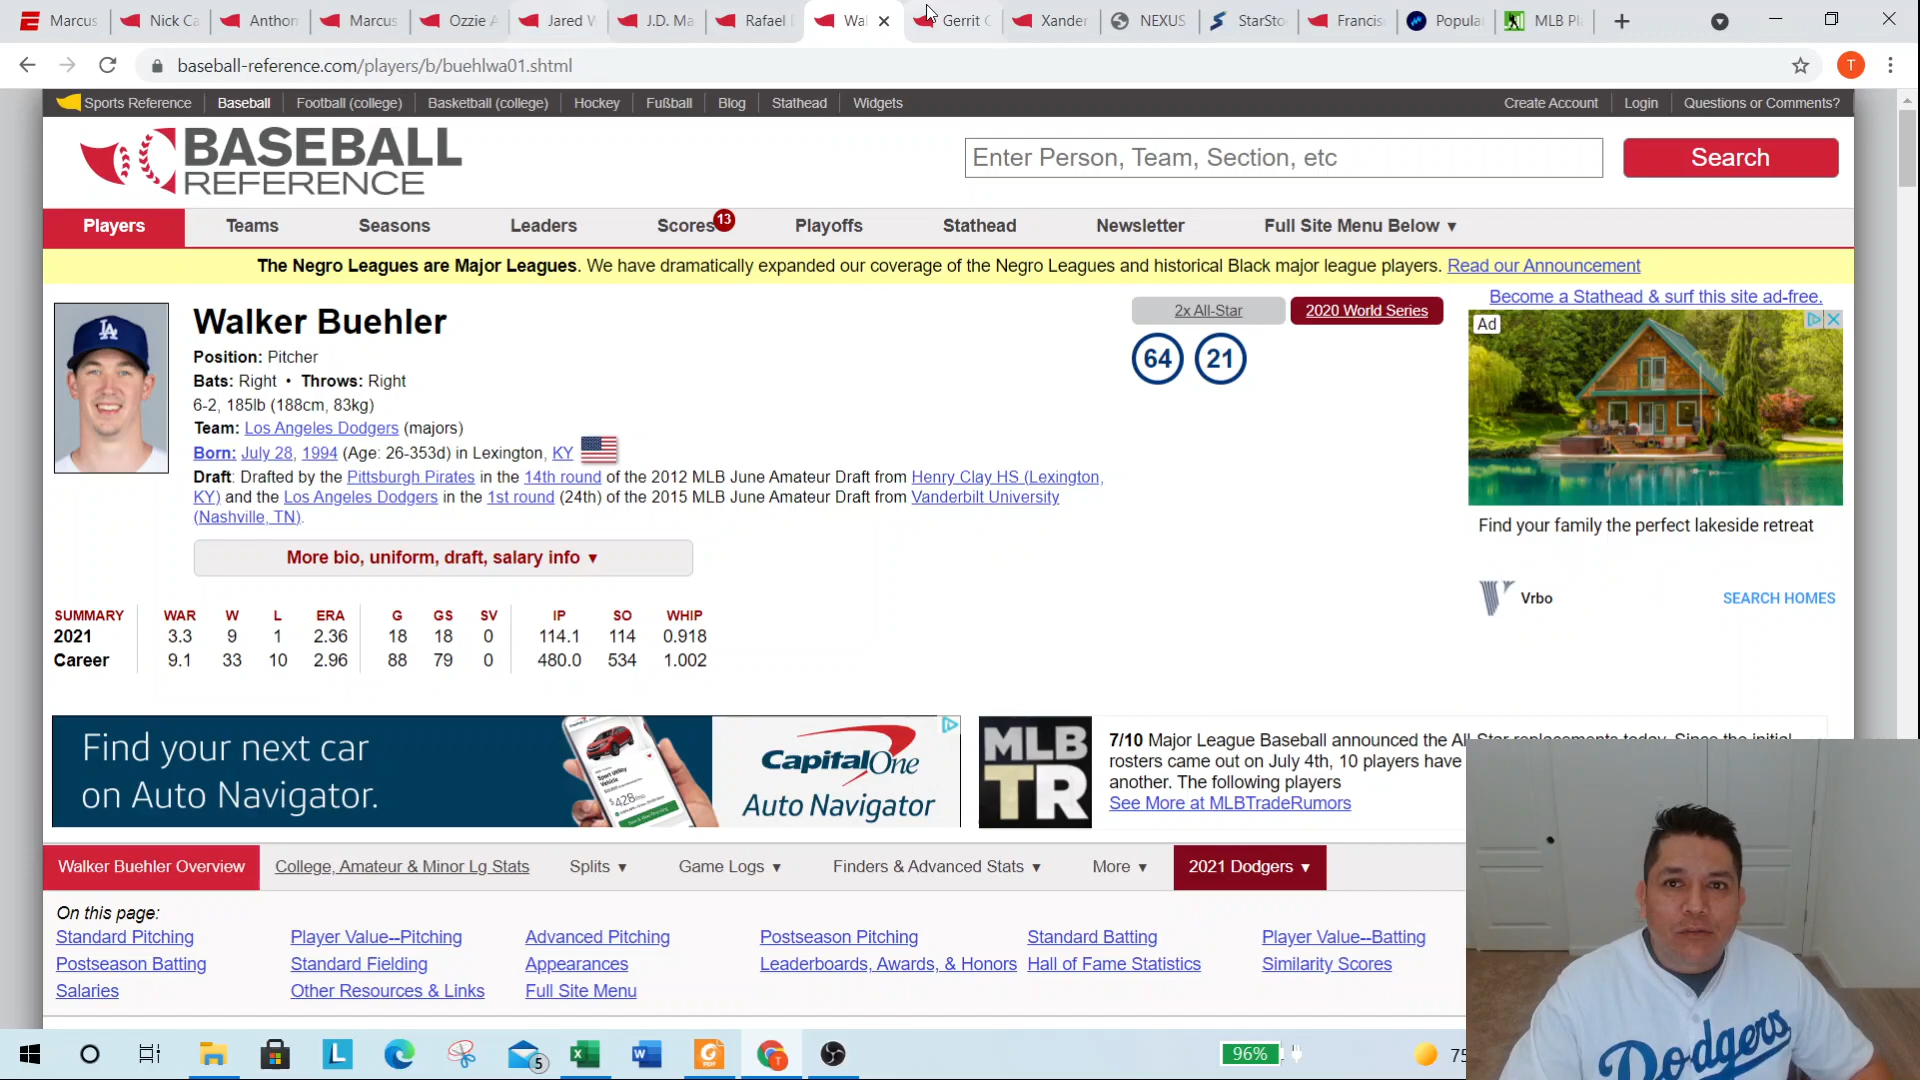 Marcus Nick Ca Anthon Marcus Ozzie A Jared W J.D. Ma Rafael Wal Gerrit C Xander NEXUS StarSto Francis Popula MLB Pl
baseball-reference.com/players/b/buehlwa01.shtml T
Sports Reference Baseball Football (college) Basketball (college) Hockey Fußball Blog Stathead Widgets Create Account Login Questions or Comments?
BASEBALL
REFERENCE
Enter Person, Team, Section, etc Search
Players Teams Seasons Leaders Scores 13 Playoffs Stathead Newsletter Full Site Menu Below ▼
The Negro Leagues are Major Leagues. We have dramatically expanded our coverage of the Negro Leagues and historical Black major league players. Read our Announcement
Walker Buehler
Position: Pitcher
Bats: Right • Throws: Right
6-2, 185lb (188cm, 83kg)
Team: Los Angeles Dodgers (majors)
Born: July 28, 1994 (Age: 26-353d) in Lexington, KY
Draft: Drafted by the Pittsburgh Pirates in the 14th round of the 2012 MLB June Amateur Draft from Henry Clay HS (Lexington,
KY) and the Los Angeles Dodgers in the 1st round (24th) of the 2015 MLB June Amateur Draft from Vanderbilt University
(Nashville, TN).
More bio, uniform, draft, salary info ▼
2x All-Star 2020 World Series
64 21
Become a Stathead & surf this site ad-free.
Ad
Find your family the perfect lakeside retreat
Vrbo SEARCH HOMES
SUMMARY WAR W L ERA G GS SV IP SO WHIP
2021 3.3 9 1 2.36 18 18 0 114.1 114 0.918
Career 9.1 33 10 2.96 88 79 0 480.0 534 1.002
Find your next car
on Auto Navigator.
$428/mo
CapitalOne
Auto Navigator
MLB
TR
7/10 Major League Baseball announced the All-Star replacements today. Since the initial
rosters came out on July 4th, 10 players have
another. The following players
See More at MLBTradeRumors
Walker Buehler Overview College, Amateur & Minor Lg Stats Splits ▼ Game Logs ▼ Finders & Advanced Stats ▼ More ▼ 2021 Dodgers ▼
On this page:
Standard Pitching Player Value--Pitching Advanced Pitching Postseason Pitching Standard Batting Player Value--Batting
Postseason Batting Standard Fielding Appearances Leaderboards, Awards, & Honors Hall of Fame Statistics Similarity Scores
Salaries Other Resources & Links Full Site Menu
Dodgers
L 5 X W T 96% 75